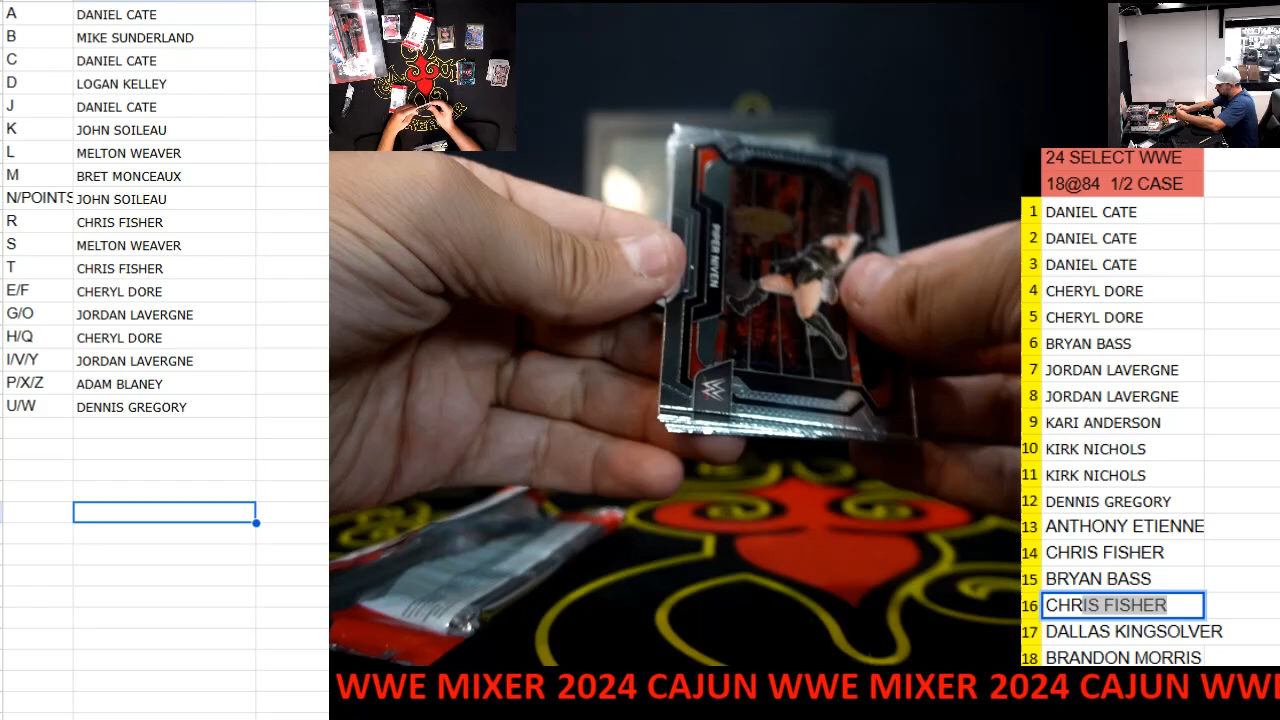 A DANIEL CATE
B MIKE SUNDERLAND
C DANIEL CATE
D LOGAN KELLEY
J DANIEL CATE
K JOHN SOILEAU
L MELTON WEAVER
M BRET MONCEAUX
N/POINTS JOHN SOILEAU
R CHRIS FISHER
S MELTON WEAVER
T CHRIS FISHER
E/F CHERYL DORE
G/O JORDAN LAVERGNE
H/Q CHERYL DORE
I/V/Y JORDAN LAVERGNE
P/X/Z ADAM BLANEY
U/W DENNIS GREGORY
PIPER NIVEN
W
24 SELECT WWE
18@84 1/2 CASE
1 DANIEL CATE
2 DANIEL CATE
3 DANIEL CATE
4 CHERYL DORE
5 CHERYL DORE
6 BRYAN BASS
7 JORDAN LAVERGNE
8 JORDAN LAVERGNE
9 KARI ANDERSON
10 KIRK NICHOLS
11 KIRK NICHOLS
12 DENNIS GREGORY
13 ANTHONY ETIENNE
14 CHRIS FISHER
15 BRYAN BASS
16 CHRIS FISHER
17 DALLAS KINGSOLVER
18 BRANDON MORRIS
WWE MIXER 2024 CAJUN WWE MIXER 2024 CAJUN WWE